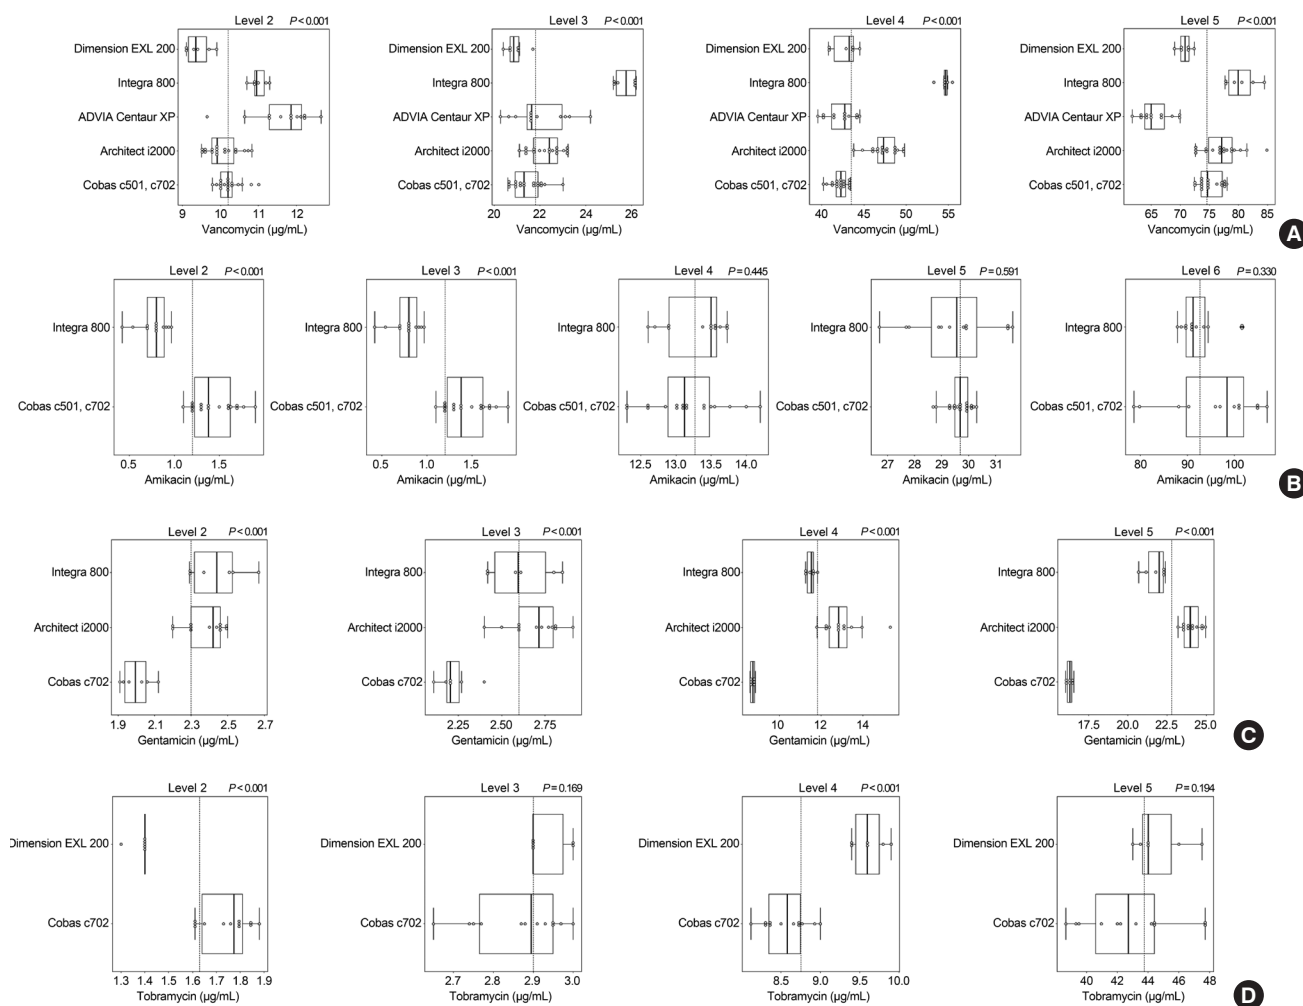 Level 2 P<0.001
Dimension EXL 200
Integra 800
ADVIA Centaur XP
Architect i2000
Cobas c501, c702
9 10 11 12
Vancomycin (µg/mL)
Level 3 P<0.001
Dimension EXL 200
Integra 800
ADVIA Centaur XP
Architect i2000
Cobas c501, c702
20 22 24 26
Vancomycin (µg/mL)
Level 4 P<0.001
Dimension EXL 200
Integra 800
ADVIA Centaur XP
Architect i2000
Cobas c501, c702
40 45 50 55
Vancomycin (µg/mL)
Level 5 P<0.001
Dimension EXL 200
Integra 800
ADVIA Centaur XP
Architect i2000
Cobas c501, c702
65 70 75 80 85
Vancomycin (µg/mL)
A
Level 2 P<0.001
Integra 800
Cobas c501, c702
0.5 1.0 1.5
Amikacin (µg/mL)
Level 3 P<0.001
Integra 800
Cobas c501, c702
0.5 1.0 1.5
Amikacin (µg/mL)
Level 4 P=0.445
Integra 800
Cobas c501, c702
12.5 13.0 13.5 14.0
Amikacin (µg/mL)
Level 5 P=0.591
Integra 800
Cobas c501, c702
27 28 29 30 31
Amikacin (µg/mL)
Level 6 P=0.330
Integra 800
Cobas c501, c702
80 90 100
Amikacin (µg/mL)
B
Level 2 P<0.001
Integra 800
Architect i2000
Cobas c702
1.9 2.1 2.3 2.5 2.7
Gentamicin (µg/mL)
Level 3 P<0.001
Integra 800
Architect i2000
Cobas c702
2.25 2.50 2.75
Gentamicin (µg/mL)
Level 4 P<0.001
Integra 800
Architect i2000
Cobas c702
10 12 14
Gentamicin (µg/mL)
Level 5 P<0.001
Integra 800
Architect i2000
Cobas c702
17.5 20.0 22.5 25.0
Gentamicin (µg/mL)
C
Level 2 P<0.001
Dimension EXL 200
Cobas c702
1.3 1.4 1.5 1.6 1.7 1.8 1.9
Tobramycin (µg/mL)
Level 3 P=0.169
Dimension EXL 200
Cobas c702
2.7 2.8 2.9 3.0
Tobramycin (µg/mL)
Level 4 P<0.001
Dimension EXL 200
Cobas c702
8.5 9.0 9.5 10.0
Tobramycin (µg/mL)
Level 5 P=0.194
Dimension EXL 200
Cobas c702
40 42 44 46 48
Tobramycin (µg/mL)
D